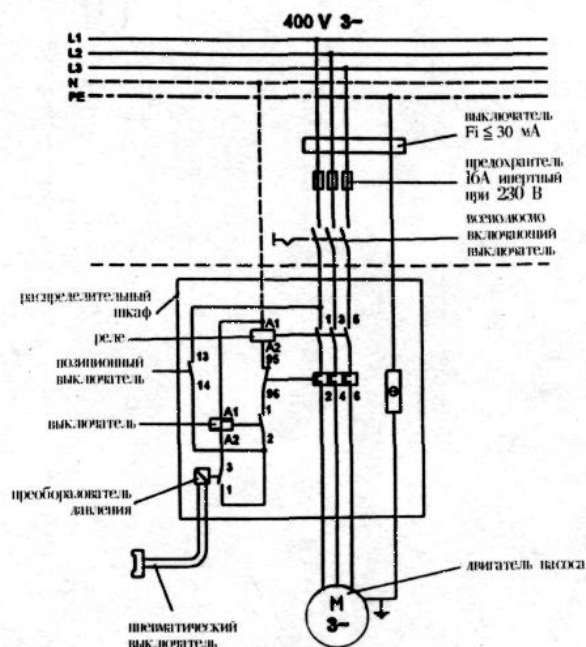 400 V 3~
L1
L2
L3
N
PE
выключатель
Fi ≦ 30 мА
предохранитель
16А инертный
при 230 В
всеполюсно
включающий
выключатель
распределительный
шкаф
реле
A1
1 3 5
A2
95
13
позиционный
выключатель
14
96
2 4 6
A1
1
выключатель
A2
2
3
преобразователь
давления
1
двигатель насоса
M
3~
пневматический
выключатель